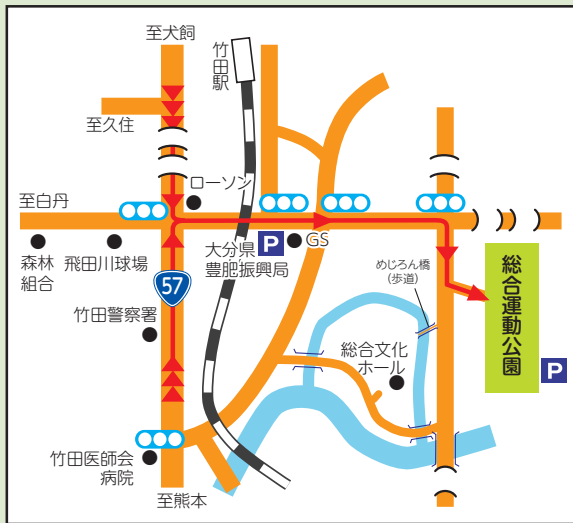 至犬飼
竹田駅
至久住
ローソン
至白丹
森林
組合
飛田川球場
大分県
豊肥振興局
P
GS
57
竹田警察署
めじろん橋
(歩道)
総合運動公園
P
総合文化
ホール
竹田医師会
病院
至熊本